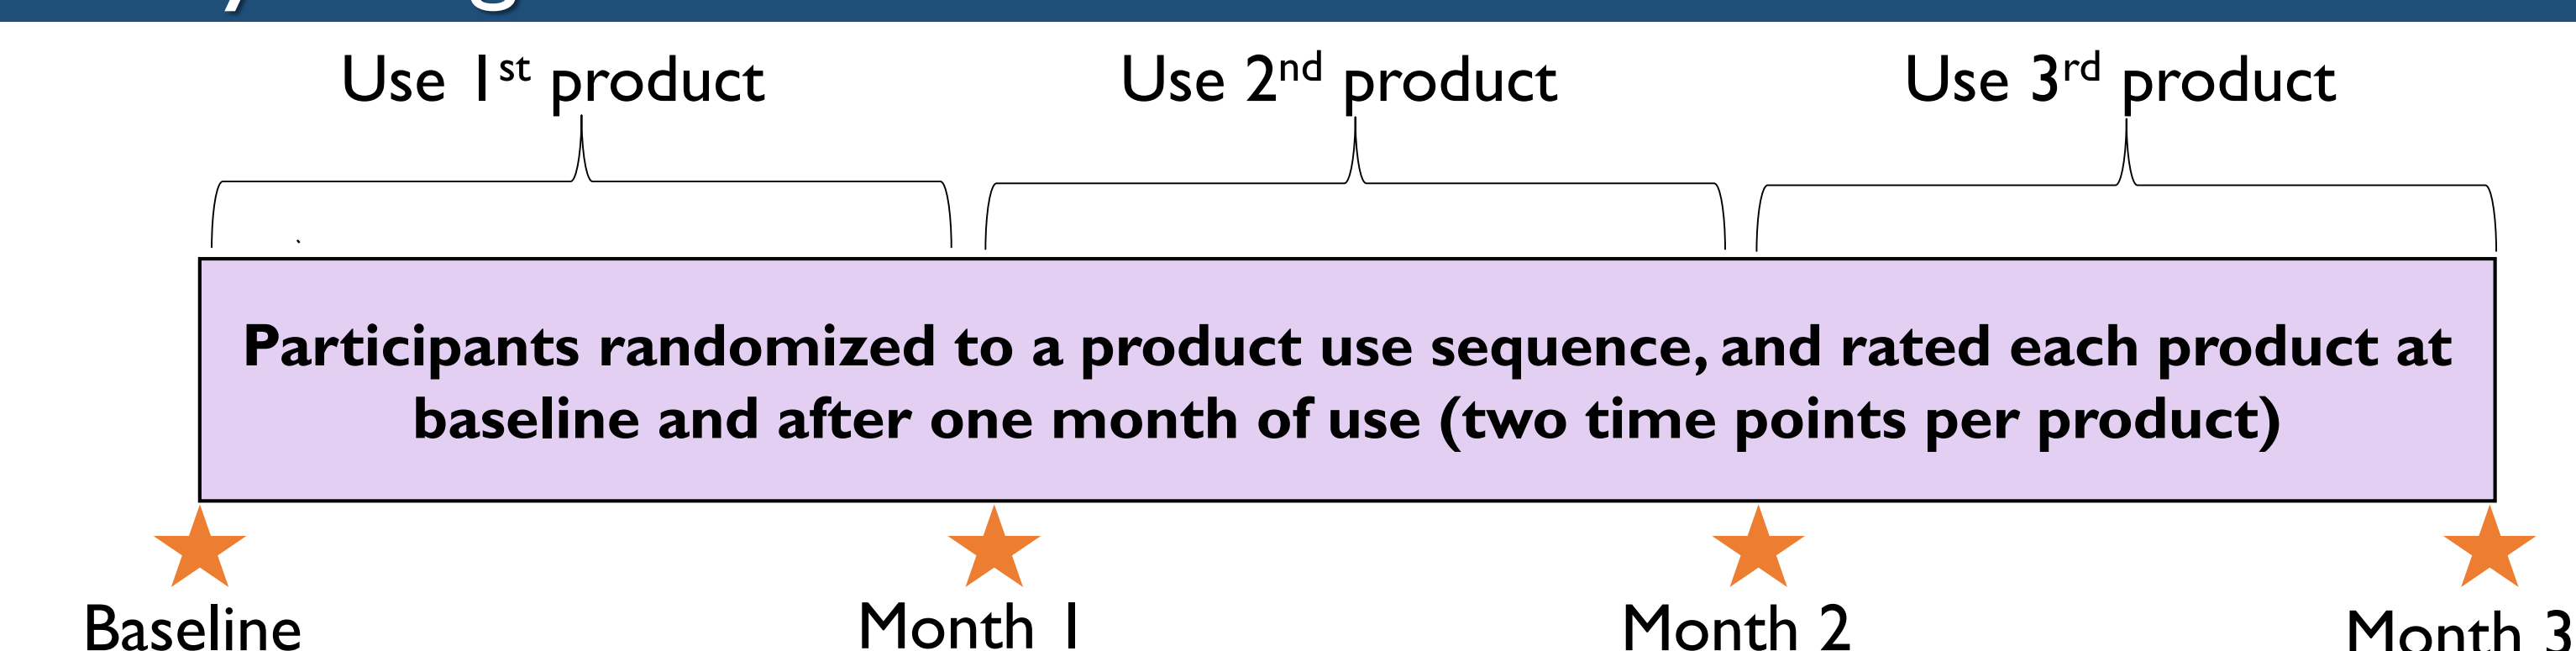 Use 1st product
Use 2nd product
Use 3rd product
Participants randomized to a product use sequence, and rated each product at
baseline and after one month of use (two time points per product)
Baseline
Month 1
Month 2
Month 3